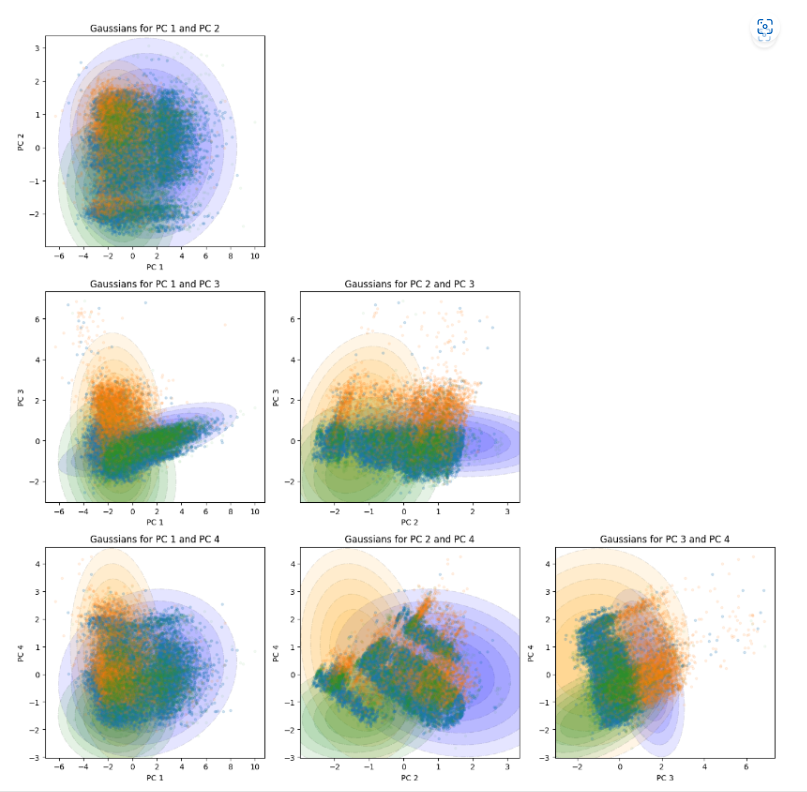 Gaussians for PC 1 and PC 2
3
2
1
0
−1
−2
PC 2
−6 −4 −2 0 2 4 6 8 10
PC 1
Gaussians for PC 1 and PC 3
6
4
2
0
−2
PC 3
−6 −4 −2 0 2 4 6 8 10
PC 1
Gaussians for PC 2 and PC 3
6
4
2
0
−2
PC 3
−2 −1 0 1 2 3
PC 2
Gaussians for PC 1 and PC 4
4
3
2
1
0
−1
−2
−3
PC 4
−6 −4 −2 0 2 4 6 8 10
PC 1
Gaussians for PC 2 and PC 4
4
3
2
1
0
−1
−2
−3
PC 4
−2 −1 0 1 2 3
PC 2
Gaussians for PC 3 and PC 4
4
3
2
1
0
−1
−2
−3
PC 4
−2 0 2 4 6
PC 3